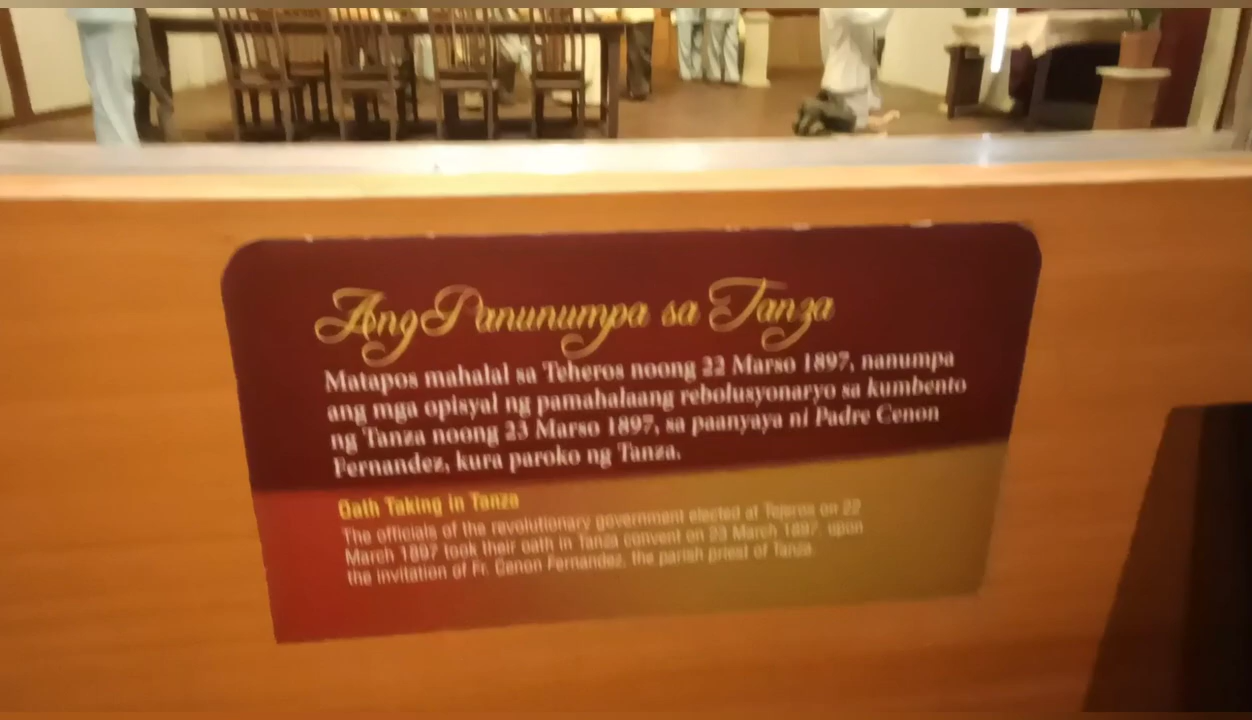 Ang Panunumpa sa Tanza
Matapos mahalal sa Teheros noong 22 Marso 1897, nanumpa
ang mga opisyal ng pamahalaang rebolusyonaryo sa kumbento
ng Tanza noong 23 Marso 1897, sa paanyaya ni Padre Cenon
Fernandez, kura paroko ng Tanza.
Oath Taking in Tanza
The officials of the revolutionary government elected at Tejeros on 22
March 1897 took their oath in Tanza convent on 23 March 1897, upon
the invitation of Fr. Cenon Fernandez, the parish priest of Tanza.